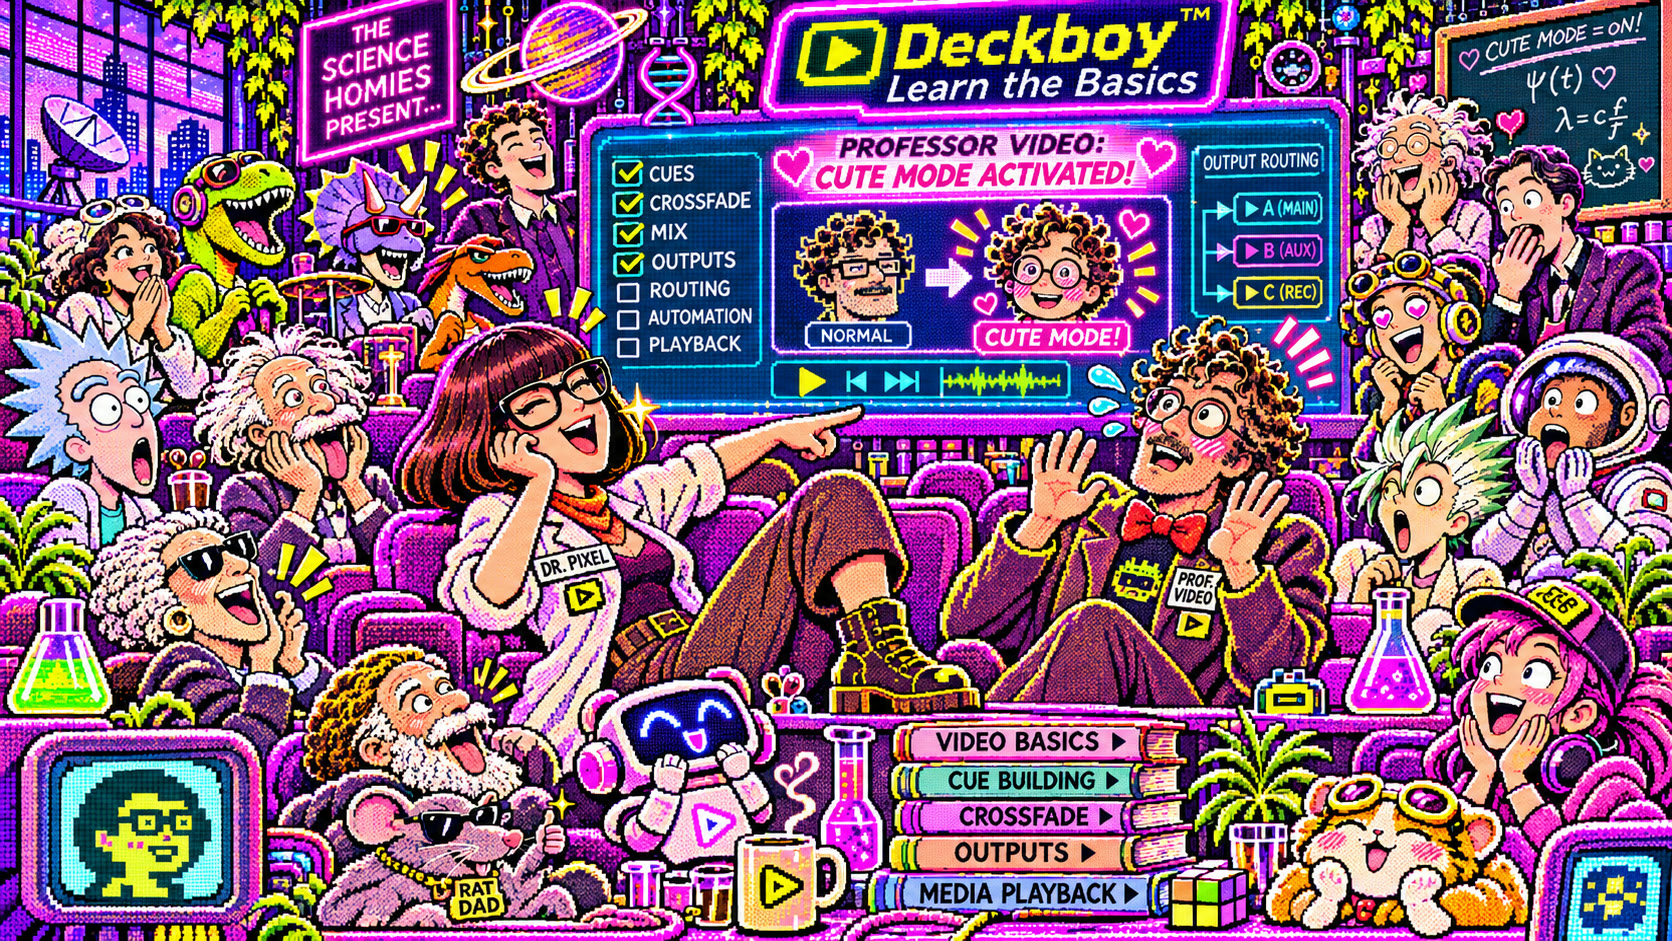 THE
SCIENCE
HOMIES
PRESENT...
Deckboy™
Learn the Basics
CUTE MODE = ON!
ψ(t)
λ = c f/f
PROFESSOR VIDEO:
CUTE MODE ACTIVATED!
CUES
CROSSFADE
MIX
OUTPUTS
ROUTING
AUTOMATION
PLAYBACK
NORMAL
CUTE MODE!
OUTPUT ROUTING
A (MAIN)
B (AUX)
C (REC)
DR. PIXEL
PROF.
VIDEO
VIDEO BASICS
CUE BUILDING
CROSSFADE
OUTPUTS
MEDIA PLAYBACK
RAT
DAD